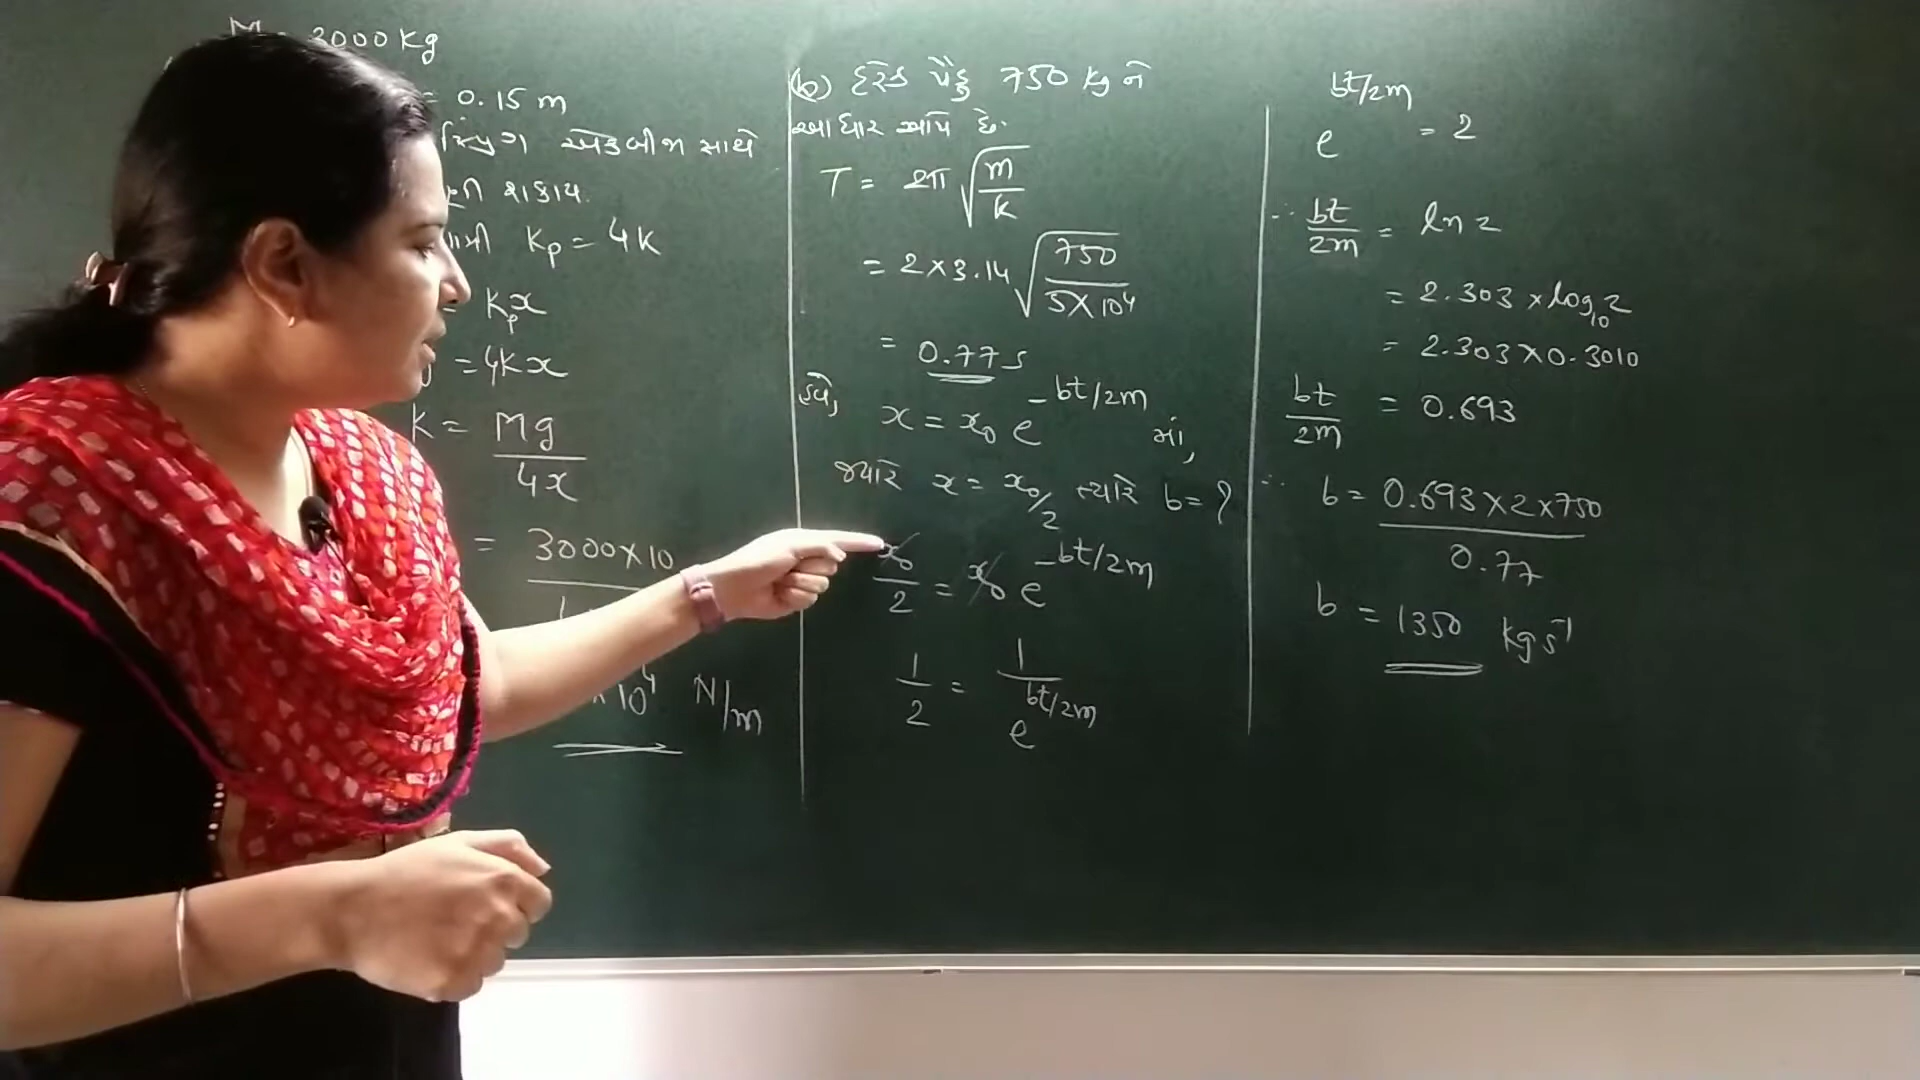 M = 3000 Kg
= 0.15 m
સ્પ્રિંગ એકબીજા સાથે
શકાય.
Kp = 4K
= Kpx
= 4Kx
K = Mg / 4x
= 3000×10
×10⁴ N/m
(b) દરેક પૈડું 750 kg ને
આધાર આપે છે.
T = 2π √(m/k)
= 2×3.14 √(750 / 5×10⁴)
= 0.77 s
હવે, x = x₀ e^(-bt/2m) માં,
જ્યારે x = x₀/2 ત્યારે b = ?
x₀/2 = x₀ e^(-bt/2m)
1/2 = 1 / e^(bt/2m)
e^(bt/2m) = 2
∴ bt/2m = ln 2
= 2.303 × log₁₀2
= 2.303×0.3010
bt/2m = 0.693
∴ b = 0.693×2×750 / 0.77
b = 1350 kg s⁻¹